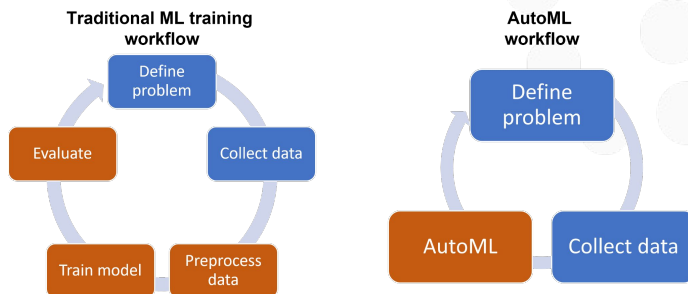 Traditional ML training
workflow
Define
problem
Collect data
Preprocess
data
Train model
Evaluate
AutoML
workflow
Define
problem
Collect data
AutoML